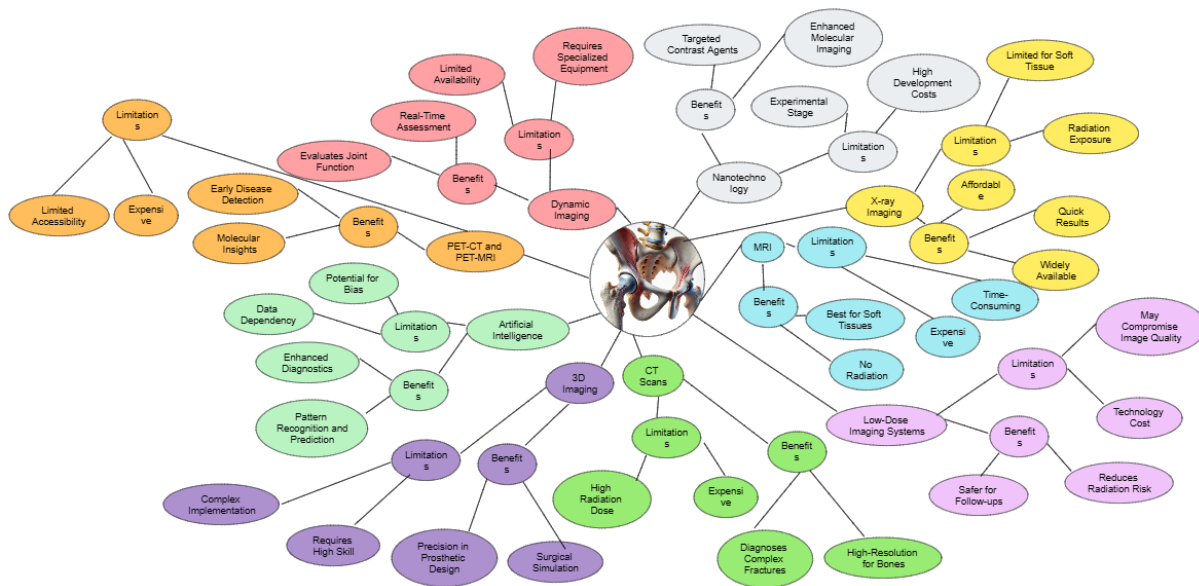 Limitation
s
Limited
Accessibility
Expensi
ve
Early Disease
Detection
Molecular
Insights
Benefit
s
PET-CT and
PET-MRI
Limited
Availability
Requires
Specialized
Equipment
Real-Time
Assessment
Evaluates Joint
Function
Limitation
s
Benefit
s
Dynamic
Imaging
Targeted
Contrast Agents
Enhanced
Molecular
Imaging
Benefit
s
Experimental
Stage
High
Development
Costs
Limitation
s
Nanotechno
logy
Limited for Soft
Tissue
Limitation
s
Radiation
Exposure
X-ray
Imaging
Affordabl
e
Quick
Results
Benefit
s
Widely
Available
MRI
Limitation
s
Time-
Consuming
Expensi
ve
Benefit
s
Best for Soft
Tissues
No
Radiation
May
Compromise
Image Quality
Limitation
s
Technology
Cost
Low-Dose
Imaging Systems
Benefit
s
Safer for
Follow-ups
Reduces
Radiation Risk
Potential for
Bias
Data
Dependency
Limitation
s
Artificial
Intelligence
Enhanced
Diagnostics
Benefit
s
Pattern
Recognition and
Prediction
3D
Imaging
Limitation
s
Benefit
s
Complex
Implementation
Requires
High Skill
Precision in
Prosthetic
Design
Surgical
Simulation
CT
Scans
Limitation
s
High
Radiation
Dose
Expensi
ve
Benefit
s
Diagnoses
Complex
Fractures
High-Resolution
for Bones